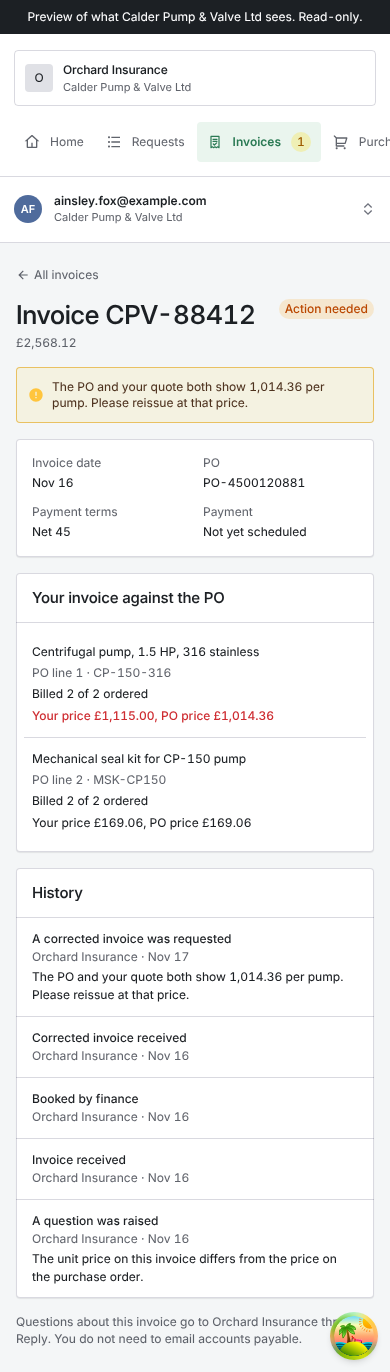 Preview of what Calder Pump & Valve Ltd sees. Read-only.
O
Orchard Insurance
Calder Pump & Valve Ltd
Home
Requests
Invoices
1
AF
ainsley.fox@example.com
Calder Pump & Valve Ltd
← All invoices
Invoice CPV-88412
Action needed
£2,568.12
The PO and your quote both show 1,014.36 per
pump. Please reissue at that price.
Invoice date
PO
Nov 16
PO-4500120881
Payment terms
Payment
Net 45
Not yet scheduled
Your invoice against the PO
Centrifugal pump, 1.5 HP, 316 stainless
PO line 1 · CP-150-316
Billed 2 of 2 ordered
Your price £1,115.00, PO price £1,014.36
Mechanical seal kit for CP-150 pump
PO line 2 · MSK-CP150
Billed 2 of 2 ordered
Your price £169.06, PO price £169.06
History
A corrected invoice was requested
Orchard Insurance · Nov 17
The PO and your quote both show 1,014.36 per pump.
Please reissue at that price.
Corrected invoice received
Orchard Insurance · Nov 16
Booked by finance
Orchard Insurance · Nov 16
Invoice received
Orchard Insurance · Nov 16
A question was raised
Orchard Insurance · Nov 16
The unit price on this invoice differs from the price on
the purchase order.
Questions about this invoice go to Orchard Insurance
Reply. You do not need to email accounts payable.